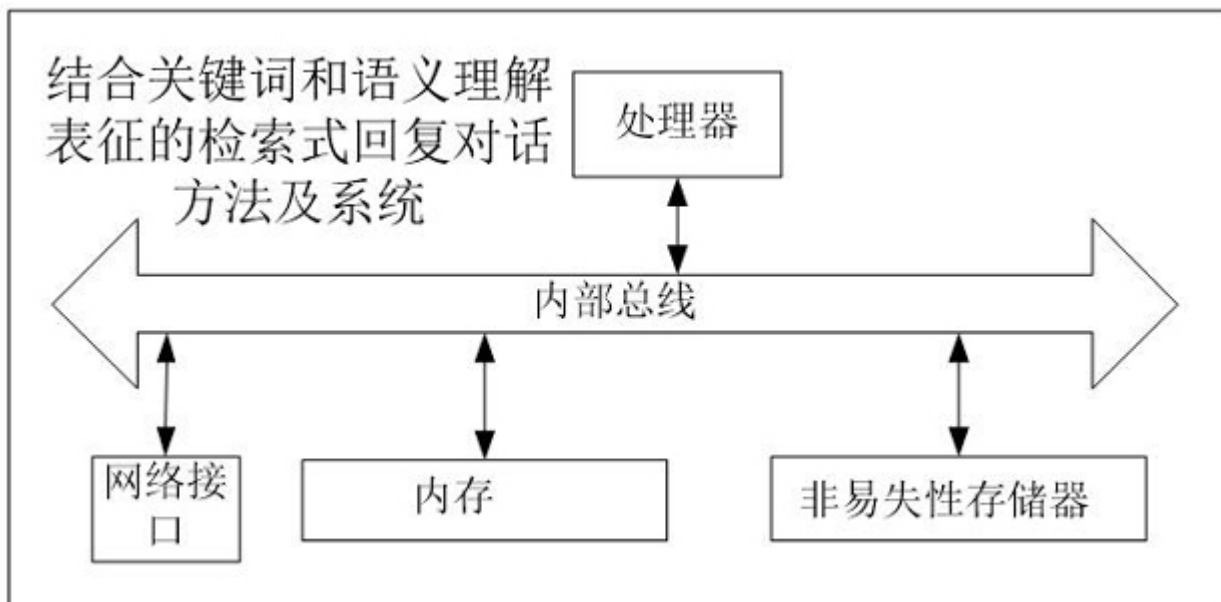 结合关键词和语义理解
表征的检索式回复对话
方法及系统
处理器
内部总线
网络接
口
内存
非易失性存储器